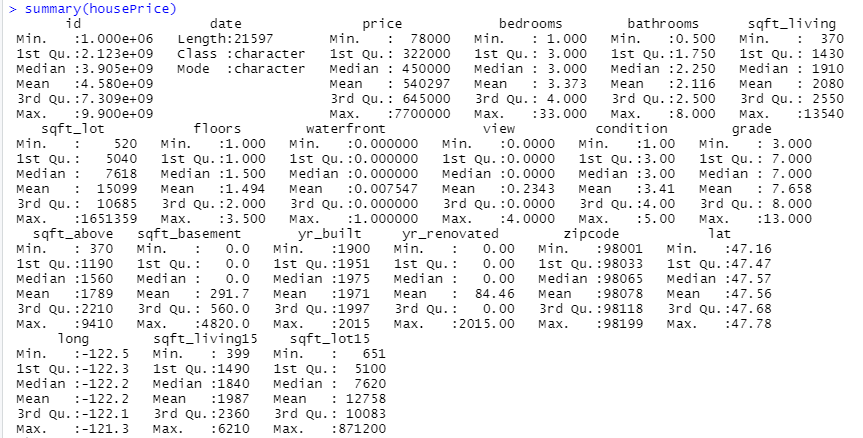 > summary(housePrice)
id date price bedrooms bathrooms sqft_living
Min. :1.000e+06 Length:21597 Min. : 78000 Min. : 1.000 Min. :0.500 Min. : 370
1st Qu.:2.123e+09 Class :character 1st Qu.: 322000 1st Qu.: 3.000 1st Qu.:1.750 1st Qu.: 1430
Median :3.905e+09 Mode :character Median : 450000 Median : 3.000 Median :2.250 Median : 1910
Mean :4.580e+09 Mean : 540297 Mean : 3.373 Mean :2.116 Mean : 2080
3rd Qu.:7.309e+09 3rd Qu.: 645000 3rd Qu.: 4.000 3rd Qu.:2.500 3rd Qu.: 2550
Max. :9.900e+09 Max. :7700000 Max. :33.000 Max. :8.000 Max. :13540
sqft_lot floors waterfront view condition grade
Min. : 520 Min. :1.000 Min. :0.000000 Min. :0.0000 Min. :1.00 Min. : 3.000
1st Qu.: 5040 1st Qu.:1.000 1st Qu.:0.000000 1st Qu.:0.0000 1st Qu.:3.00 1st Qu.: 7.000
Median : 7618 Median :1.500 Median :0.000000 Median :0.0000 Median :3.00 Median : 7.000
Mean : 15099 Mean :1.494 Mean :0.007547 Mean :0.2343 Mean :3.41 Mean : 7.658
3rd Qu.: 10685 3rd Qu.:2.000 3rd Qu.:0.000000 3rd Qu.:0.0000 3rd Qu.:4.00 3rd Qu.: 8.000
Max. :1651359 Max. :3.500 Max. :1.000000 Max. :4.0000 Max. :5.00 Max. :13.000
sqft_above sqft_basement yr_built yr_renovated zipcode lat
Min. : 370 Min. : 0.0 Min. :1900 Min. : 0.00 Min. :98001 Min. :47.16
1st Qu.:1190 1st Qu.: 0.0 1st Qu.:1951 1st Qu.: 0.00 1st Qu.:98033 1st Qu.:47.47
Median :1560 Median : 0.0 Median :1975 Median : 0.00 Median :98065 Median :47.57
Mean :1789 Mean : 291.7 Mean :1971 Mean : 84.46 Mean :98078 Mean :47.56
3rd Qu.:2210 3rd Qu.: 560.0 3rd Qu.:1997 3rd Qu.: 0.00 3rd Qu.:98118 3rd Qu.:47.68
Max. :9410 Max. :4820.0 Max. :2015 Max. :2015.00 Max. :98199 Max. :47.78
long sqft_living15 sqft_lot15
Min. :-122.5 Min. : 399 Min. : 651
1st Qu.:-122.3 1st Qu.:1490 1st Qu.: 5100
Median :-122.2 Median :1840 Median : 7620
Mean :-122.2 Mean :1987 Mean : 12758
3rd Qu.:-122.1 3rd Qu.:2360 3rd Qu.: 10083
Max. :-121.3 Max. :6210 Max. :871200